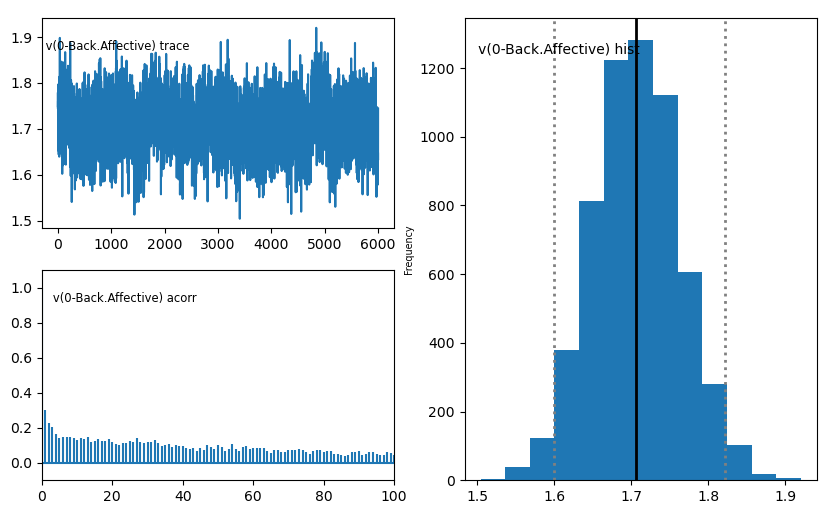 v(0-Back.Affective) trace
1.9
1.8
1.7
1.6
1.5
0 1000 2000 3000 4000 5000 6000
v(0-Back.Affective) acorr
1.0
0.8
0.6
0.4
0.2
0.0
0 20 40 60 80 100
v(0-Back.Affective) hist
Frequency
1200
1000
800
600
400
200
0
1.5 1.6 1.7 1.8 1.9